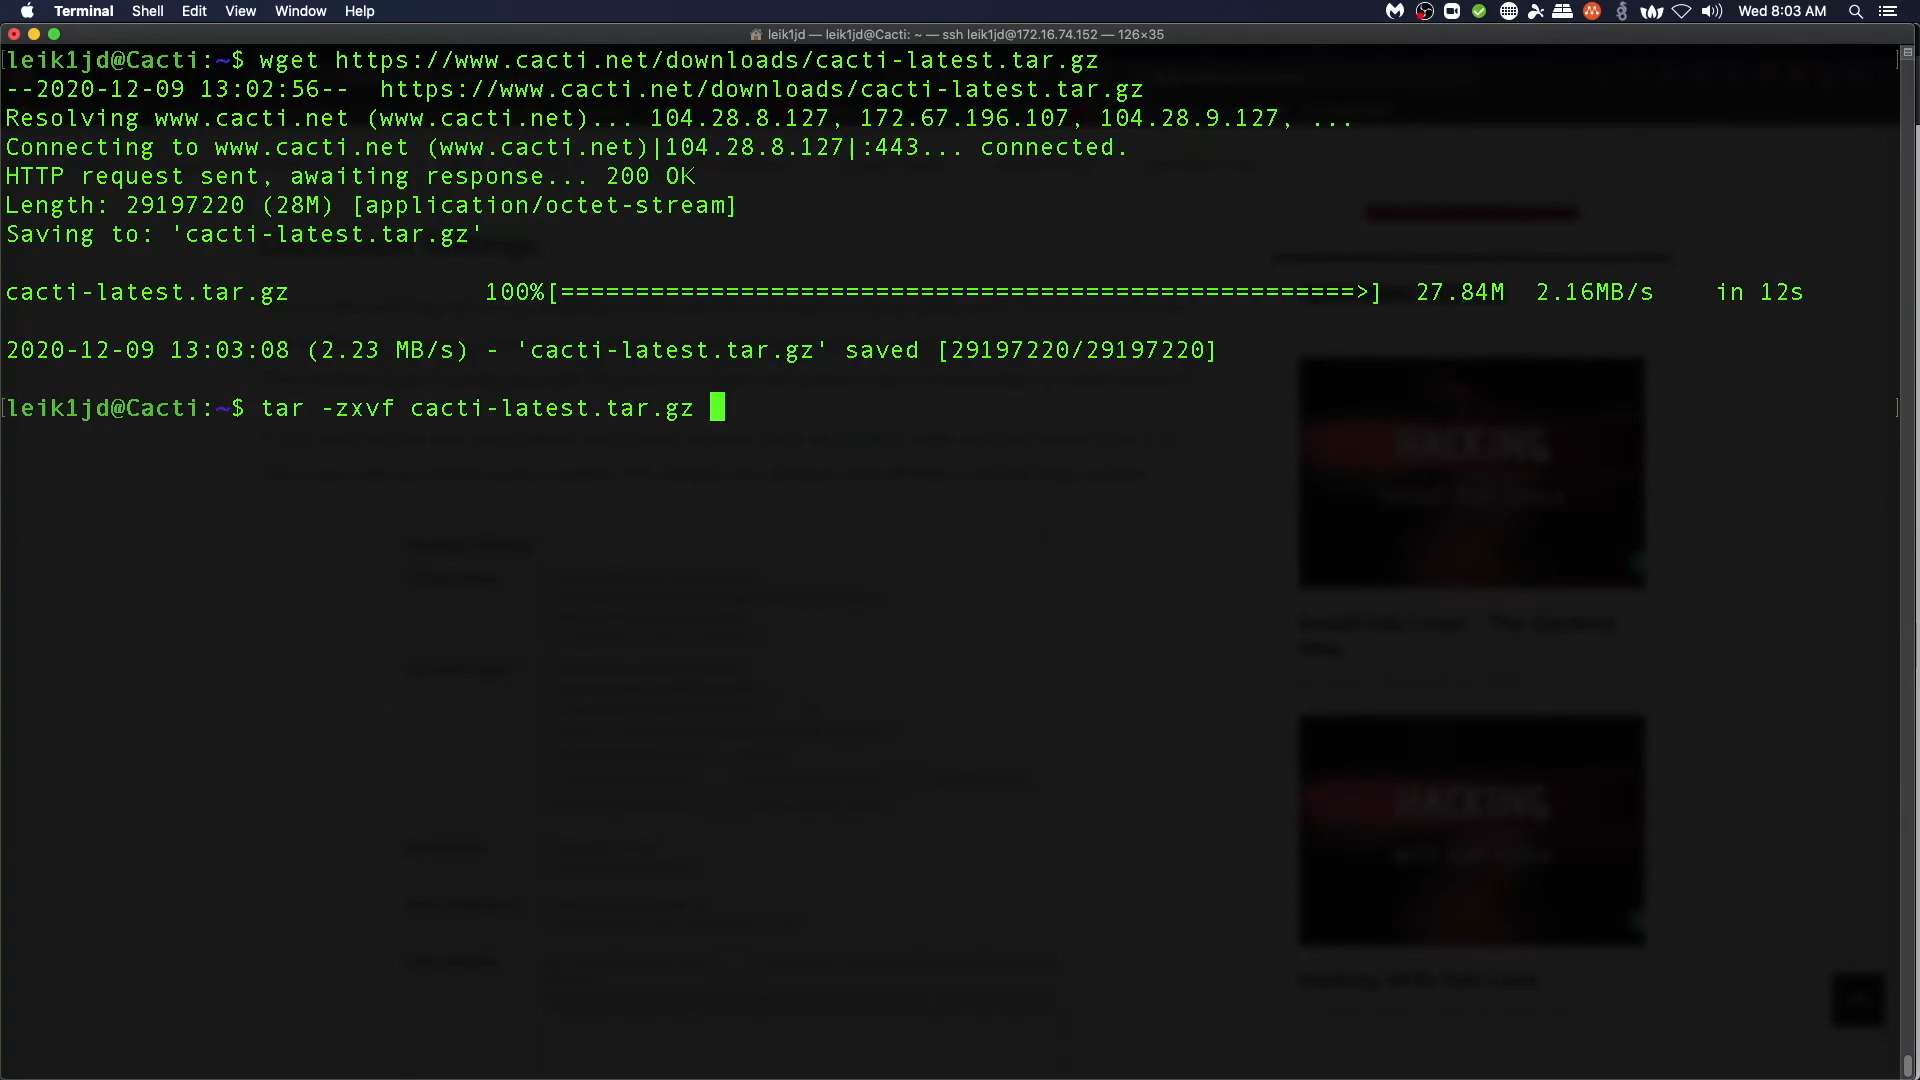 Terminal Shell Edit View Window Help Wed 8:03 AM
leik1jd — leik1jd@Cacti: ~ — ssh leik1jd@172.16.74.152 — 126×35
leik1jd@Cacti:~$ wget https://www.cacti.net/downloads/cacti-latest.tar.gz
--2020-12-09 13:02:56-- https://www.cacti.net/downloads/cacti-latest.tar.gz
Resolving www.cacti.net (www.cacti.net)... 104.28.8.127, 172.67.196.107, 104.28.9.127, ...
Connecting to www.cacti.net (www.cacti.net)|104.28.8.127|:443... connected.
HTTP request sent, awaiting response... 200 OK
Length: 29197220 (28M) [application/octet-stream]
Saving to: 'cacti-latest.tar.gz'
cacti-latest.tar.gz 100%[=====================================================>] 27.84M 2.16MB/s in 12s
2020-12-09 13:03:08 (2.23 MB/s) - 'cacti-latest.tar.gz' saved [29197220/29197220]
leik1jd@Cacti:~$ tar -zxvf cacti-latest.tar.gz
HACKING
HACKING